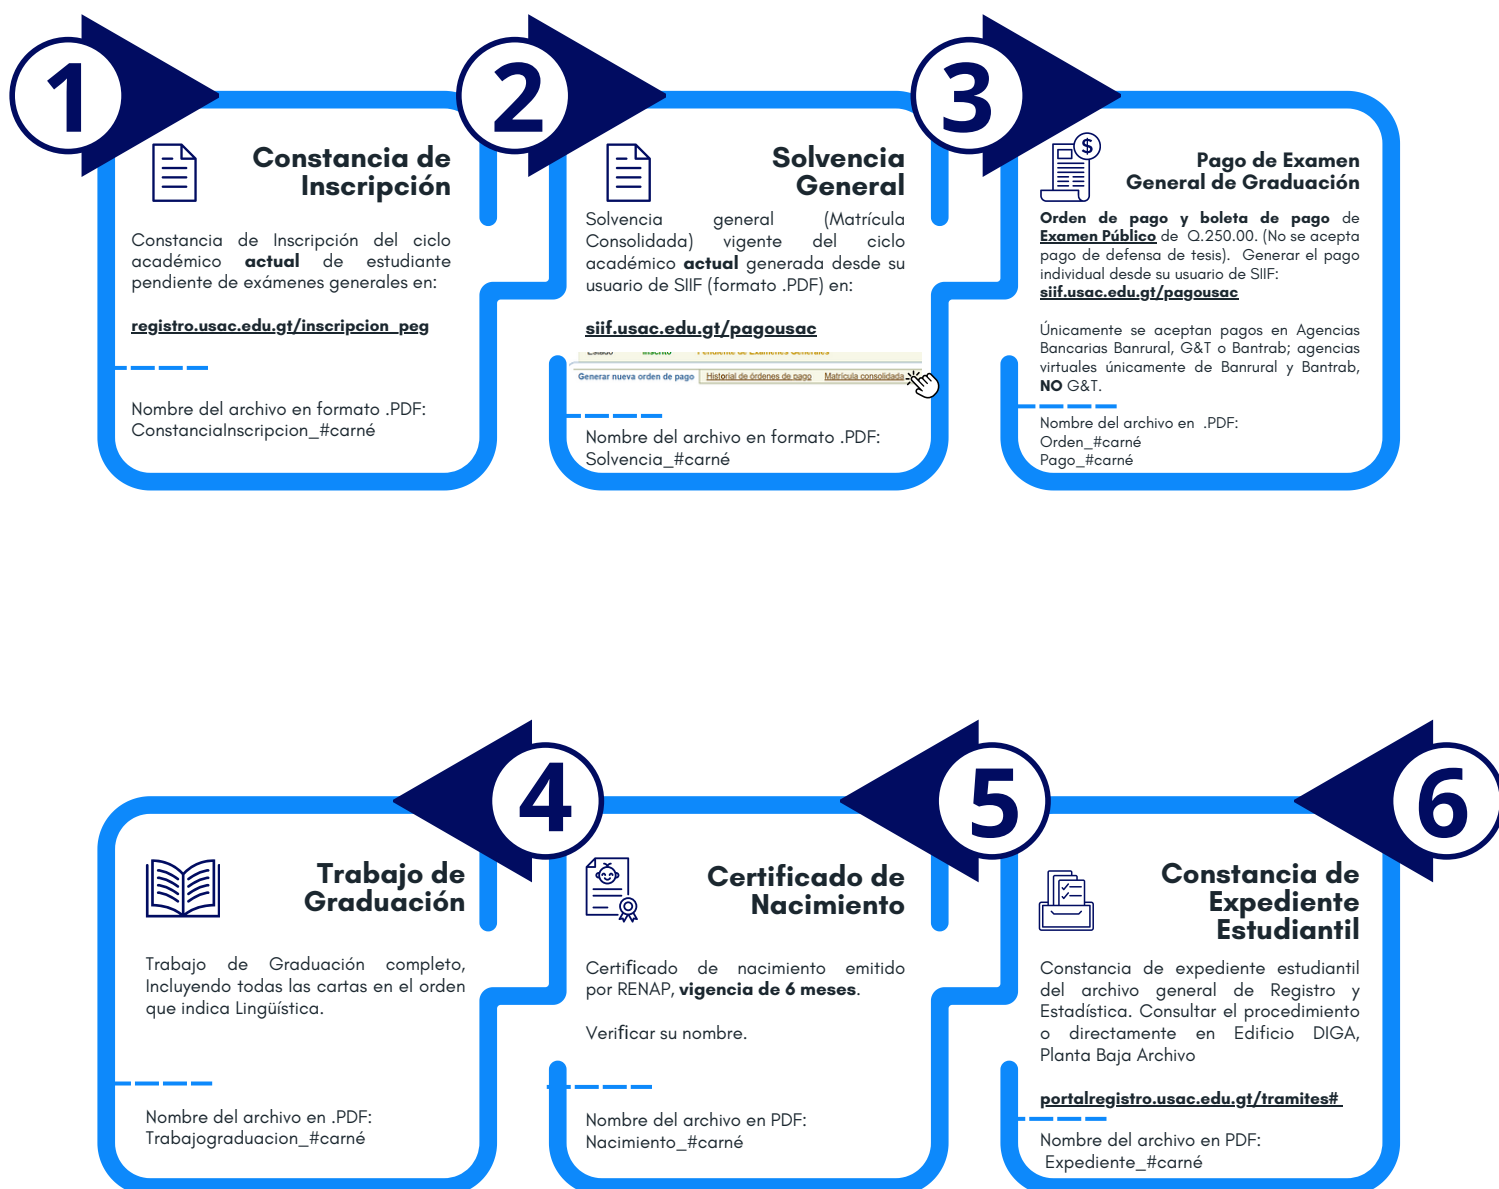 1
Constancia de
Inscripción
Constancia de Inscripción del ciclo
académico actual de estudiante
pendiente de exámenes generales en:
registro.usac.edu.gt/inscripcion_peg
Nombre del archivo en formato .PDF:
ConstanciaInscripcion_#carné
2
Solvencia
General
Solvencia general (Matrícula
Consolidada) vigente del ciclo
académico actual generada desde su
usuario de SIIF (formato .PDF) en:
siif.usac.edu.gt/pagousac
Estado Inscrito Pendiente de Exámenes Generales
Generar nueva orden de pago Historial de órdenes de pago Matrícula consolidada
Nombre del archivo en formato .PDF:
Solvencia_#carné
3
$
Pago de Examen
General de Graduación
Orden de pago y boleta de pago de
Examen Público de Q.250.00. (No se acepta
pago de defensa de tesis). Generar el pago
individual desde su usuario de SIIF:
siif.usac.edu.gt/pagousac
Únicamente se aceptan pagos en Agencias
Bancarias Banrural, G&T o Bantrab; agencias
virtuales únicamente de Banrural y Bantrab,
NO G&T.
Nombre del archivo en .PDF:
Orden_#carné
Pago_#carné
4
Trabajo de
Graduación
Trabajo de Graduación completo,
Incluyendo todas las cartas en el orden
que indica Lingüística.
Nombre del archivo en .PDF:
Trabajograduacion_#carné
5
Certificado de
Nacimiento
Certificado de nacimiento emitido
por RENAP, vigencia de 6 meses.
Verificar su nombre.
Nombre del archivo en PDF:
Nacimiento_#carné
6
Constancia de
Expediente
Estudiantil
Constancia de expediente estudiantil
del archivo general de Registro y
Estadística. Consultar el procedimiento
o directamente en Edificio DIGA,
Planta Baja Archivo
portalregistro.usac.edu.gt/tramites#
Nombre del archivo en PDF:
Expediente_#carné